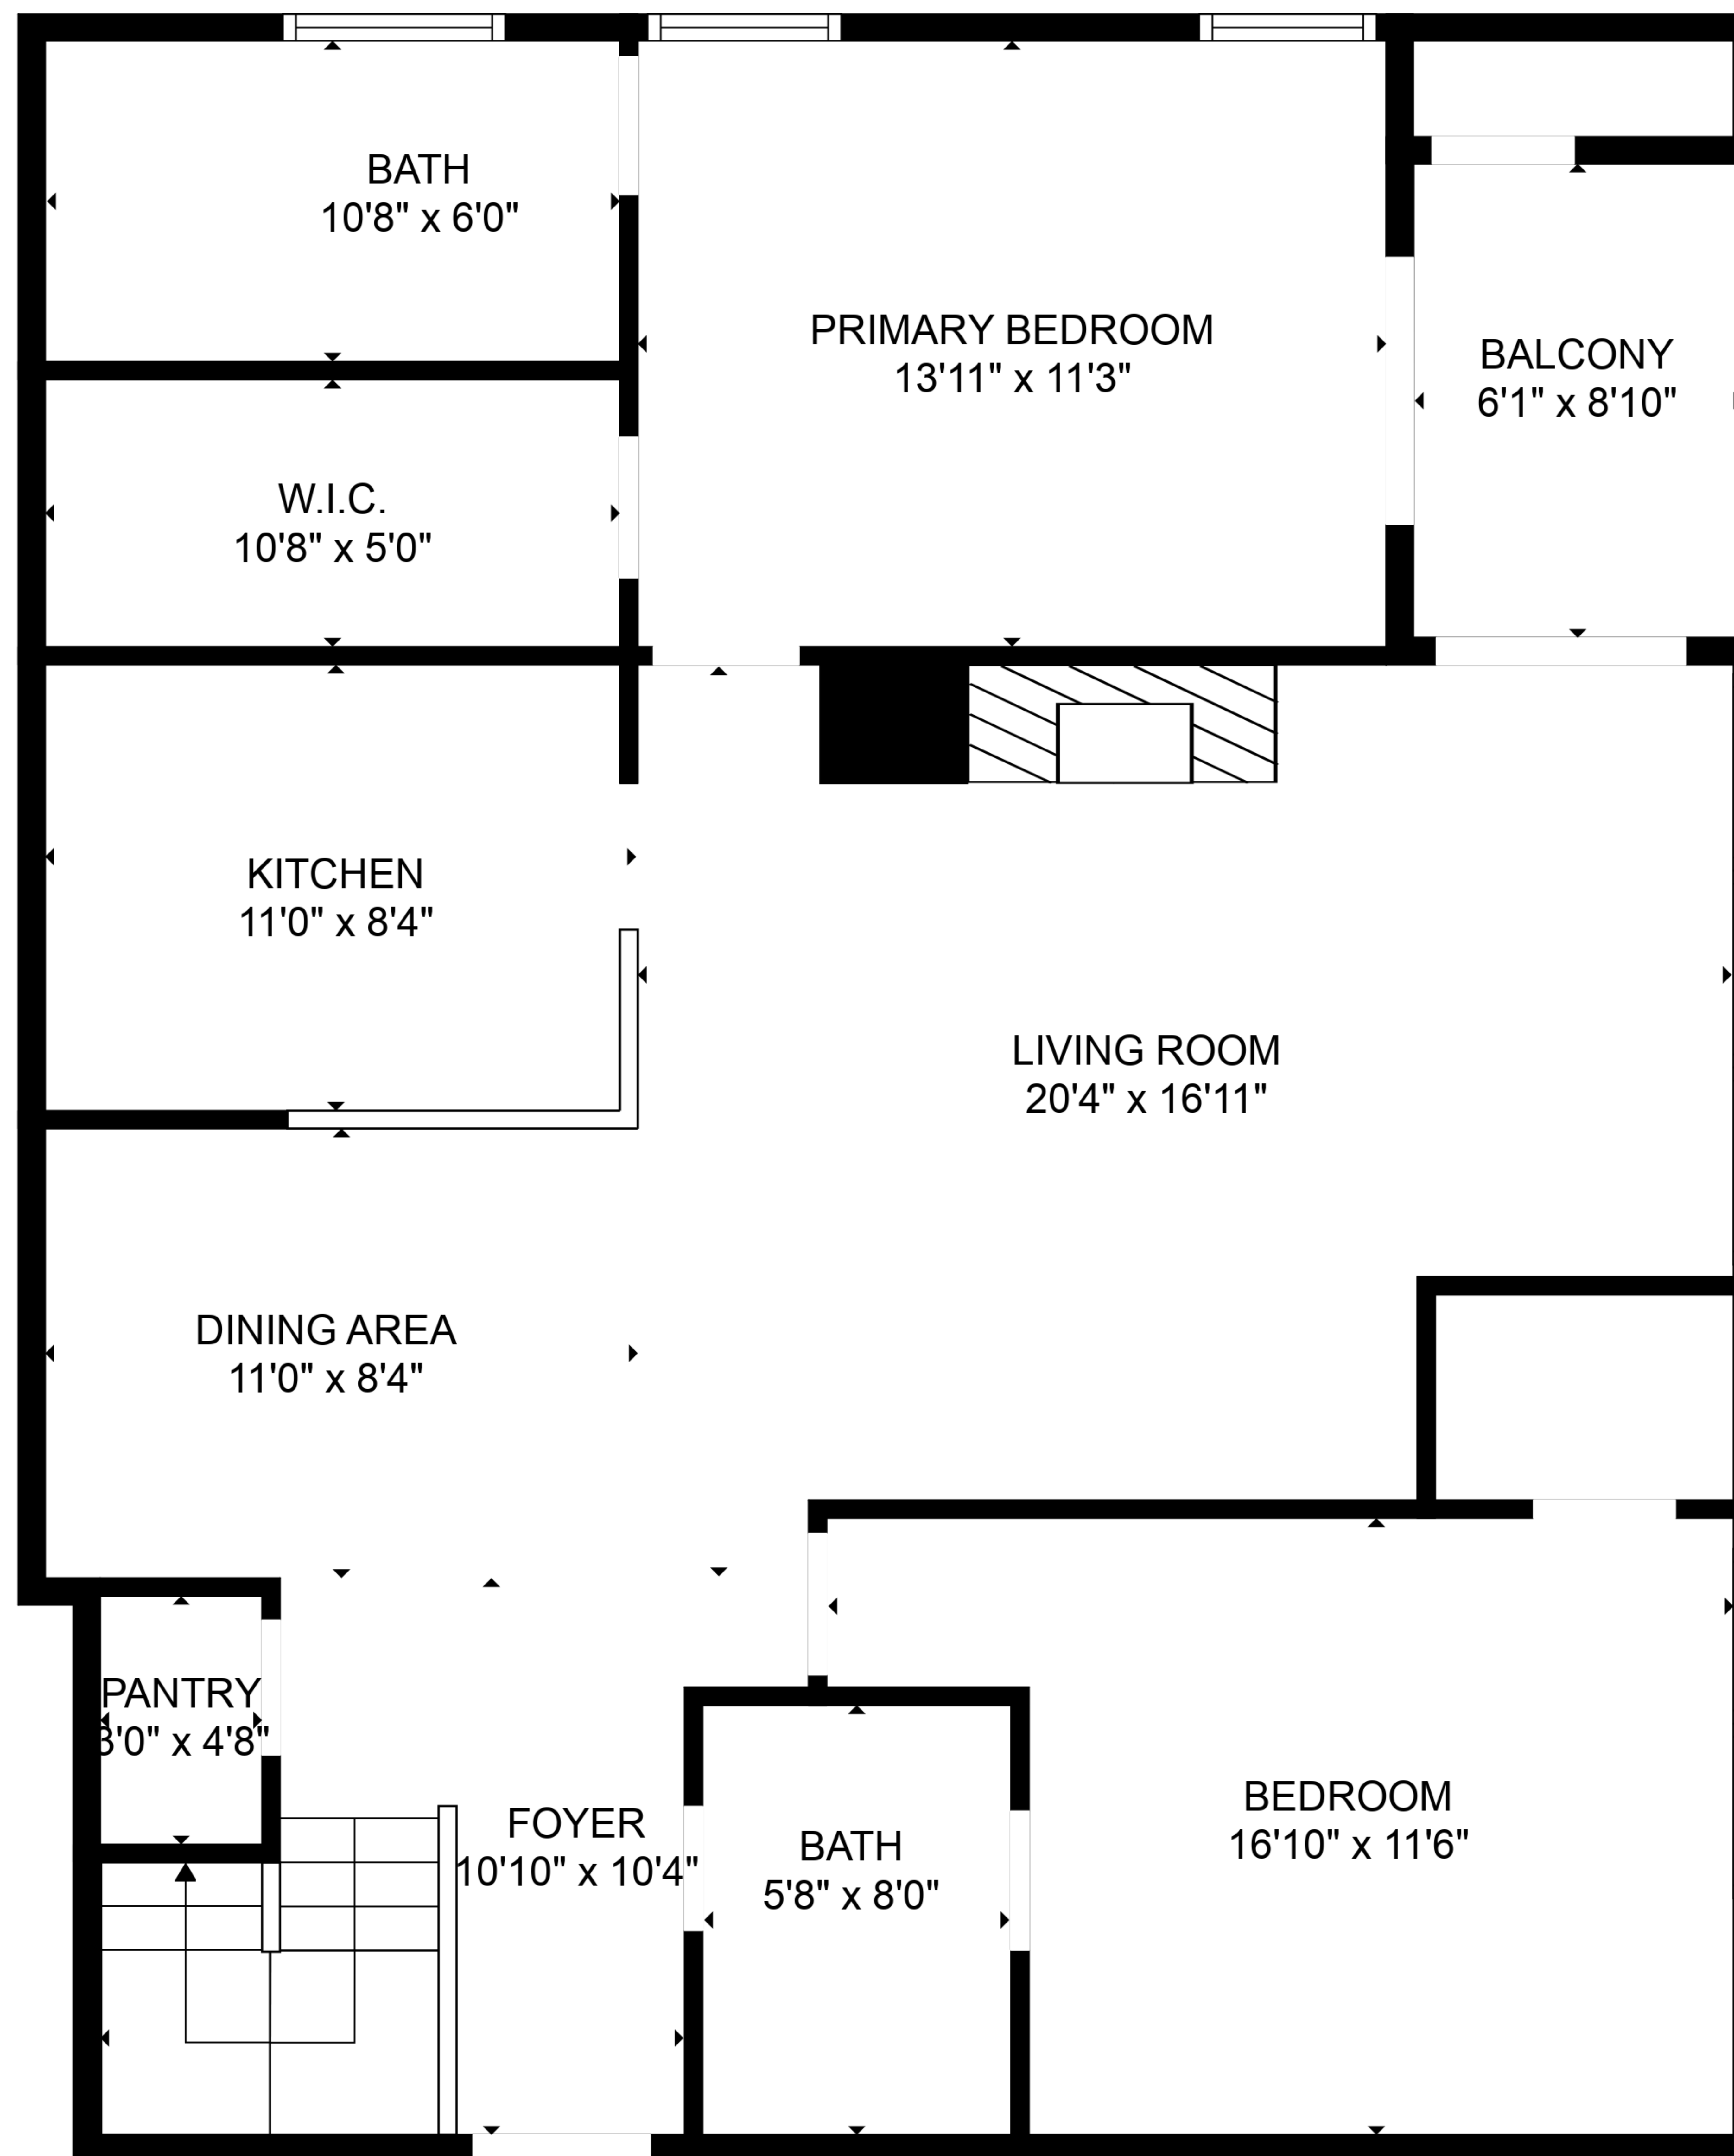 BATH
10'8" x 6'0"
PRIMARY BEDROOM
13'11" x 11'3"
BALCONY
6'1" x 8'10"
W.I.C.
10'8" x 5'0"
KITCHEN
11'0" x 8'4"
LIVING ROOM
20'4" x 16'11"
DINING AREA
11'0" x 8'4"
PANTRY
3'0" x 4'8"
FOYER
10'10" x 10'4"
BATH
5'8" x 8'0"
BEDROOM
16'10" x 11'6"